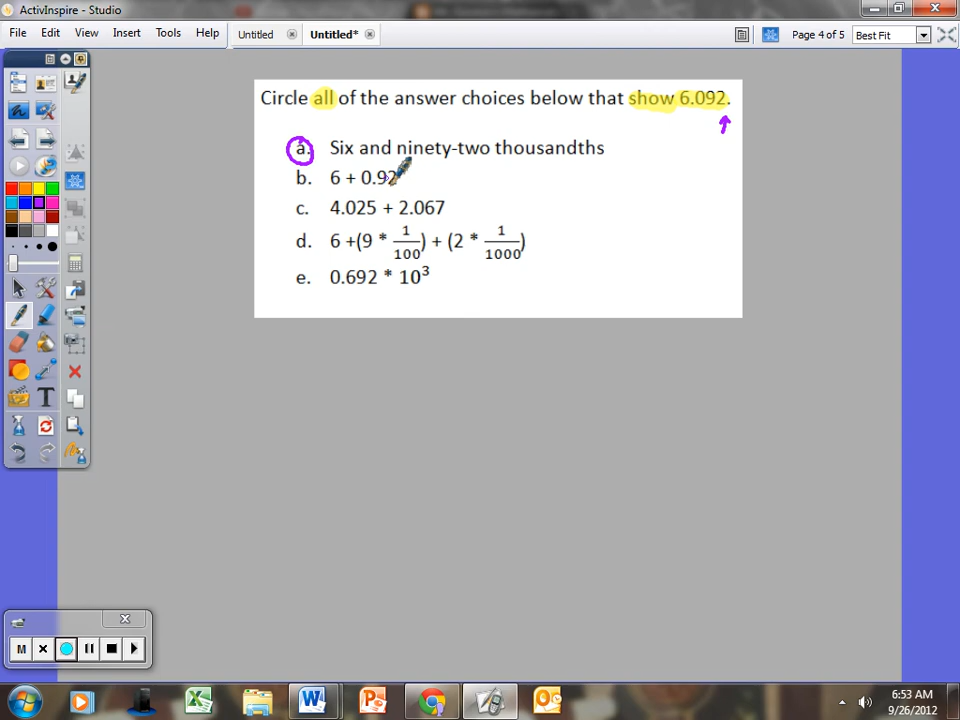 ActivInspire - Studio
File Edit View Insert Tools Help Untitled Untitled* Page 4 of 5 Best Fit
Circle all of the answer choices below that show 6.092.
a. Six and ninety-two thousandths
b. 6 + 0.92
c. 4.025 + 2.067
d. 6 +(9 * 1/100) + (2 * 1/1000)
e. 0.692 * 10³
M
6:53 AM
9/26/2012